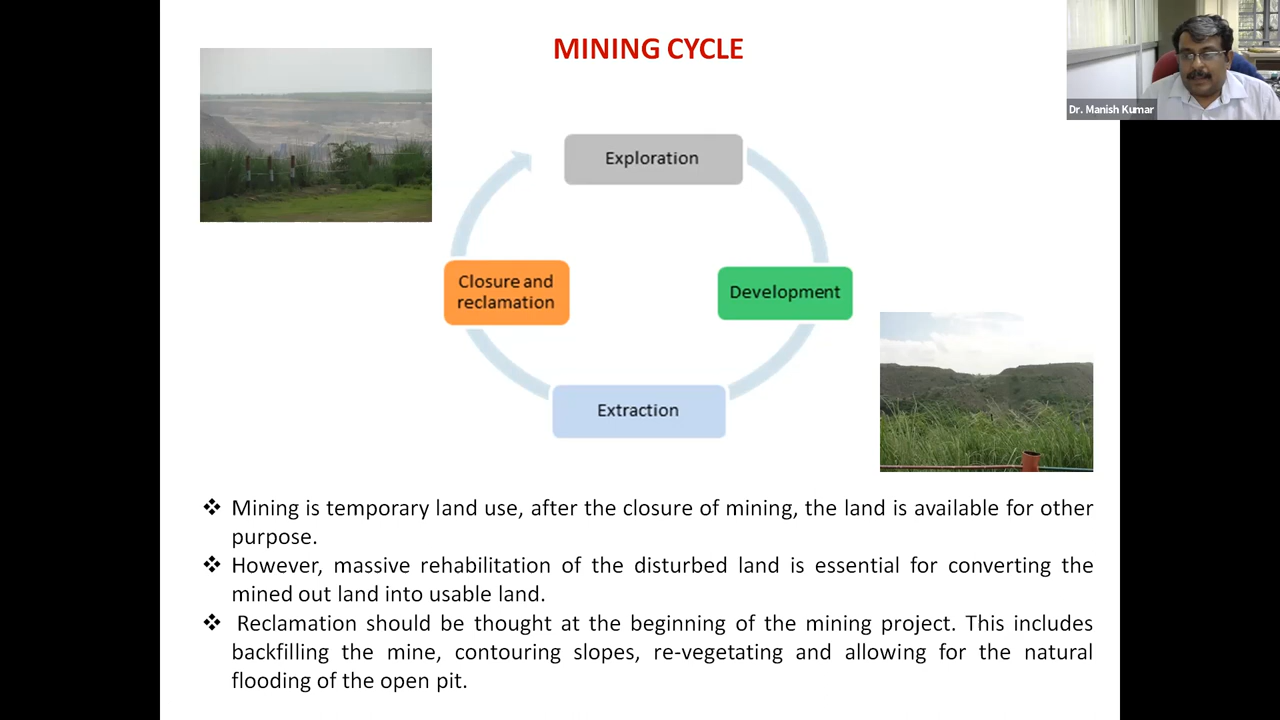 MINING CYCLE
Dr. Manish Kumar
Exploration
Closure and
reclamation
Development
Extraction
❖ Mining is temporary land use, after the closure of mining, the land is available for other
purpose.
❖ However, massive rehabilitation of the disturbed land is essential for converting the
mined out land into usable land.
❖ Reclamation should be thought at the beginning of the mining project. This includes
backfilling the mine, contouring slopes, re-vegetating and allowing for the natural
flooding of the open pit.